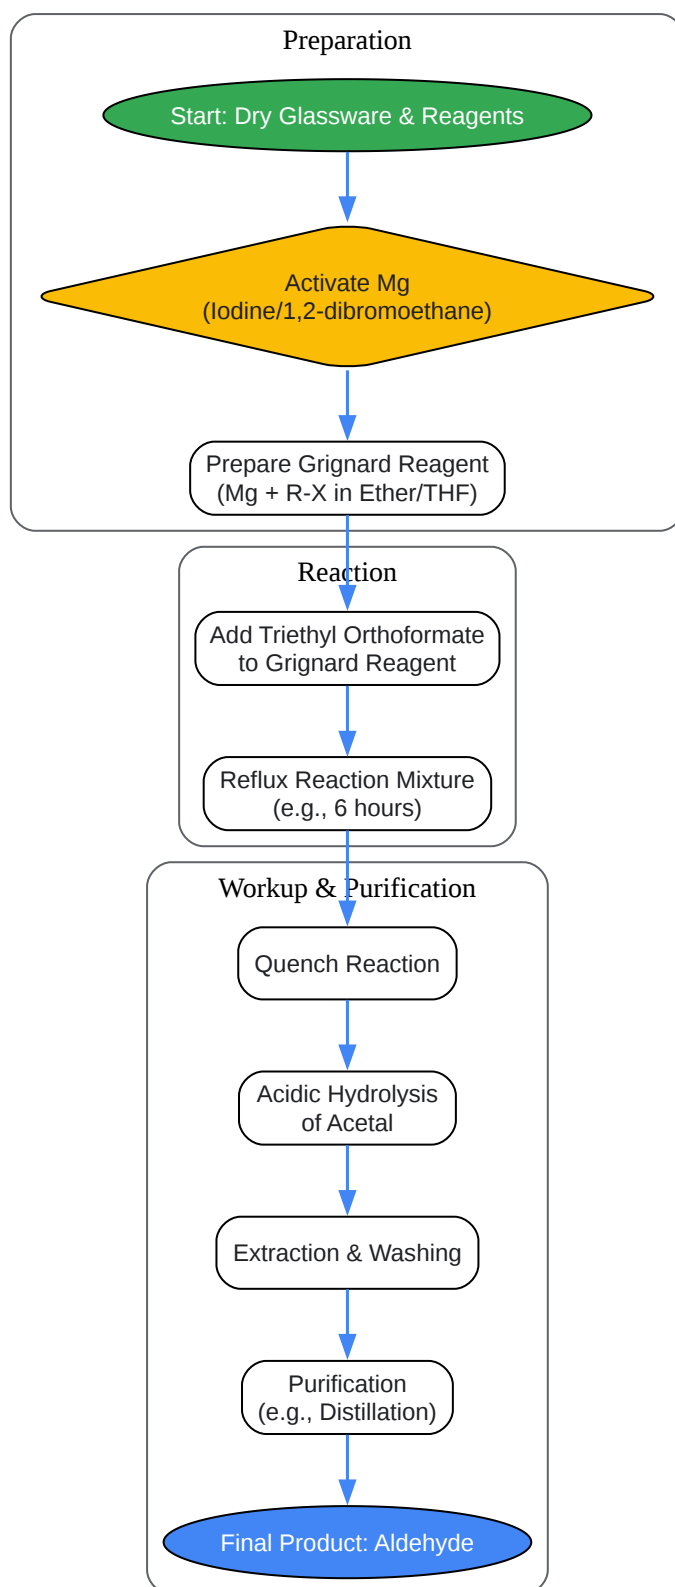 Preparation
Start: Dry Glassware & Reagents
Activate Mg
(Iodine/1,2-dibromoethane)
Prepare Grignard Reagent
(Mg + R-X in Ether/THF)
Reaction
Add Triethyl Orthoformate
to Grignard Reagent
Reflux Reaction Mixture
(e.g., 6 hours)
Workup & Purification
Quench Reaction
Acidic Hydrolysis
of Acetal
Extraction & Washing
Purification
(e.g., Distillation)
Final Product: Aldehyde